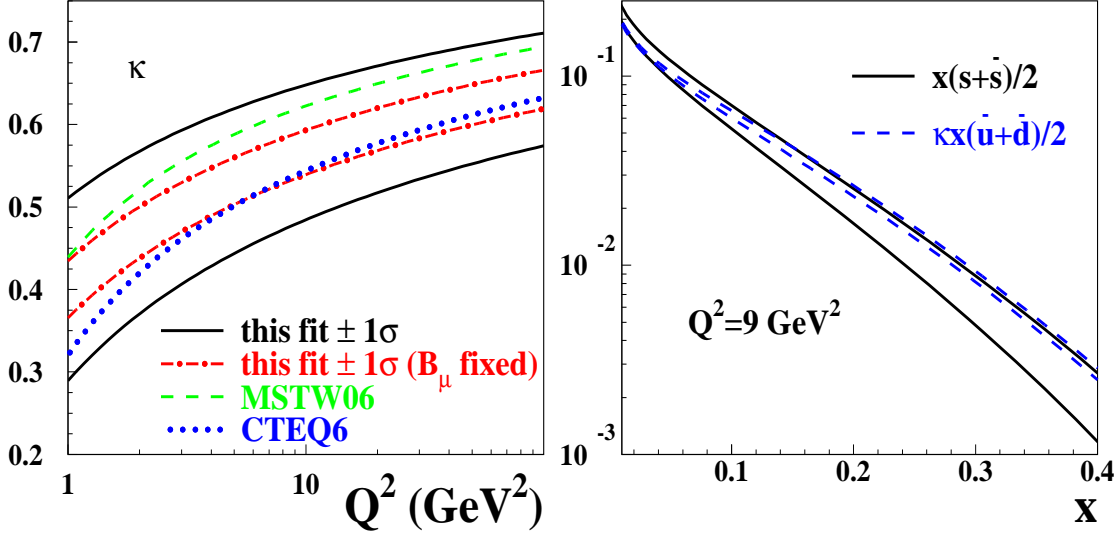 0.7
0.6
0.5
0.4
0.3
0.2
κ
this fit ± 1σ
this fit ± 1σ (Bμ fixed)
MSTW06
CTEQ6
1
10
Q² (GeV²)
10⁻¹
10⁻²
10⁻³
x(s+s̄)/2
κx(ū+d̄)/2
Q²=9 GeV²
0.1
0.2
0.3
0.4
x